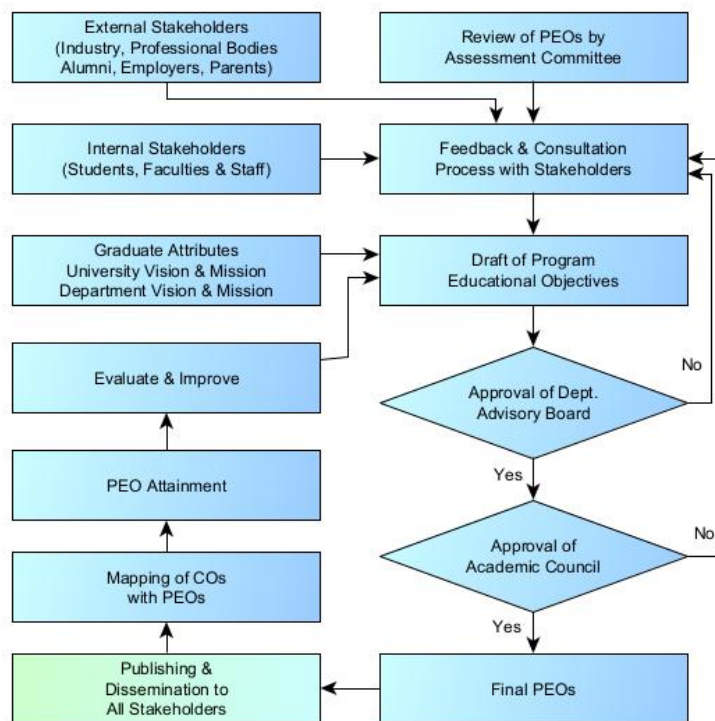 External Stakeholders
(Industry, Professional Bodies
Alumni, Employers, Parents)
Review of PEOs by
Assessment Committee
Internal Stakeholders
(Students, Faculties & Staff)
Feedback & Consultation
Process with Stakeholders
Graduate Attributes
University Vision & Mission
Department Vision & Mission
Draft of Program
Educational Objectives
Evaluate & Improve
Approval of Dept.
Advisory Board
No
Yes
PEO Attainment
Approval of
Academic Council
No
Yes
Mapping of COs
with PEOs
Publishing &
Dissemination to
All Stakeholders
Final PEOs